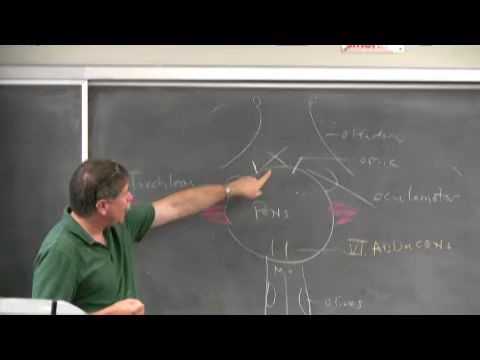 olfactory
optic
Trochlear
oculomotor
PONS
VI. ABDUCENS
M.O
olives